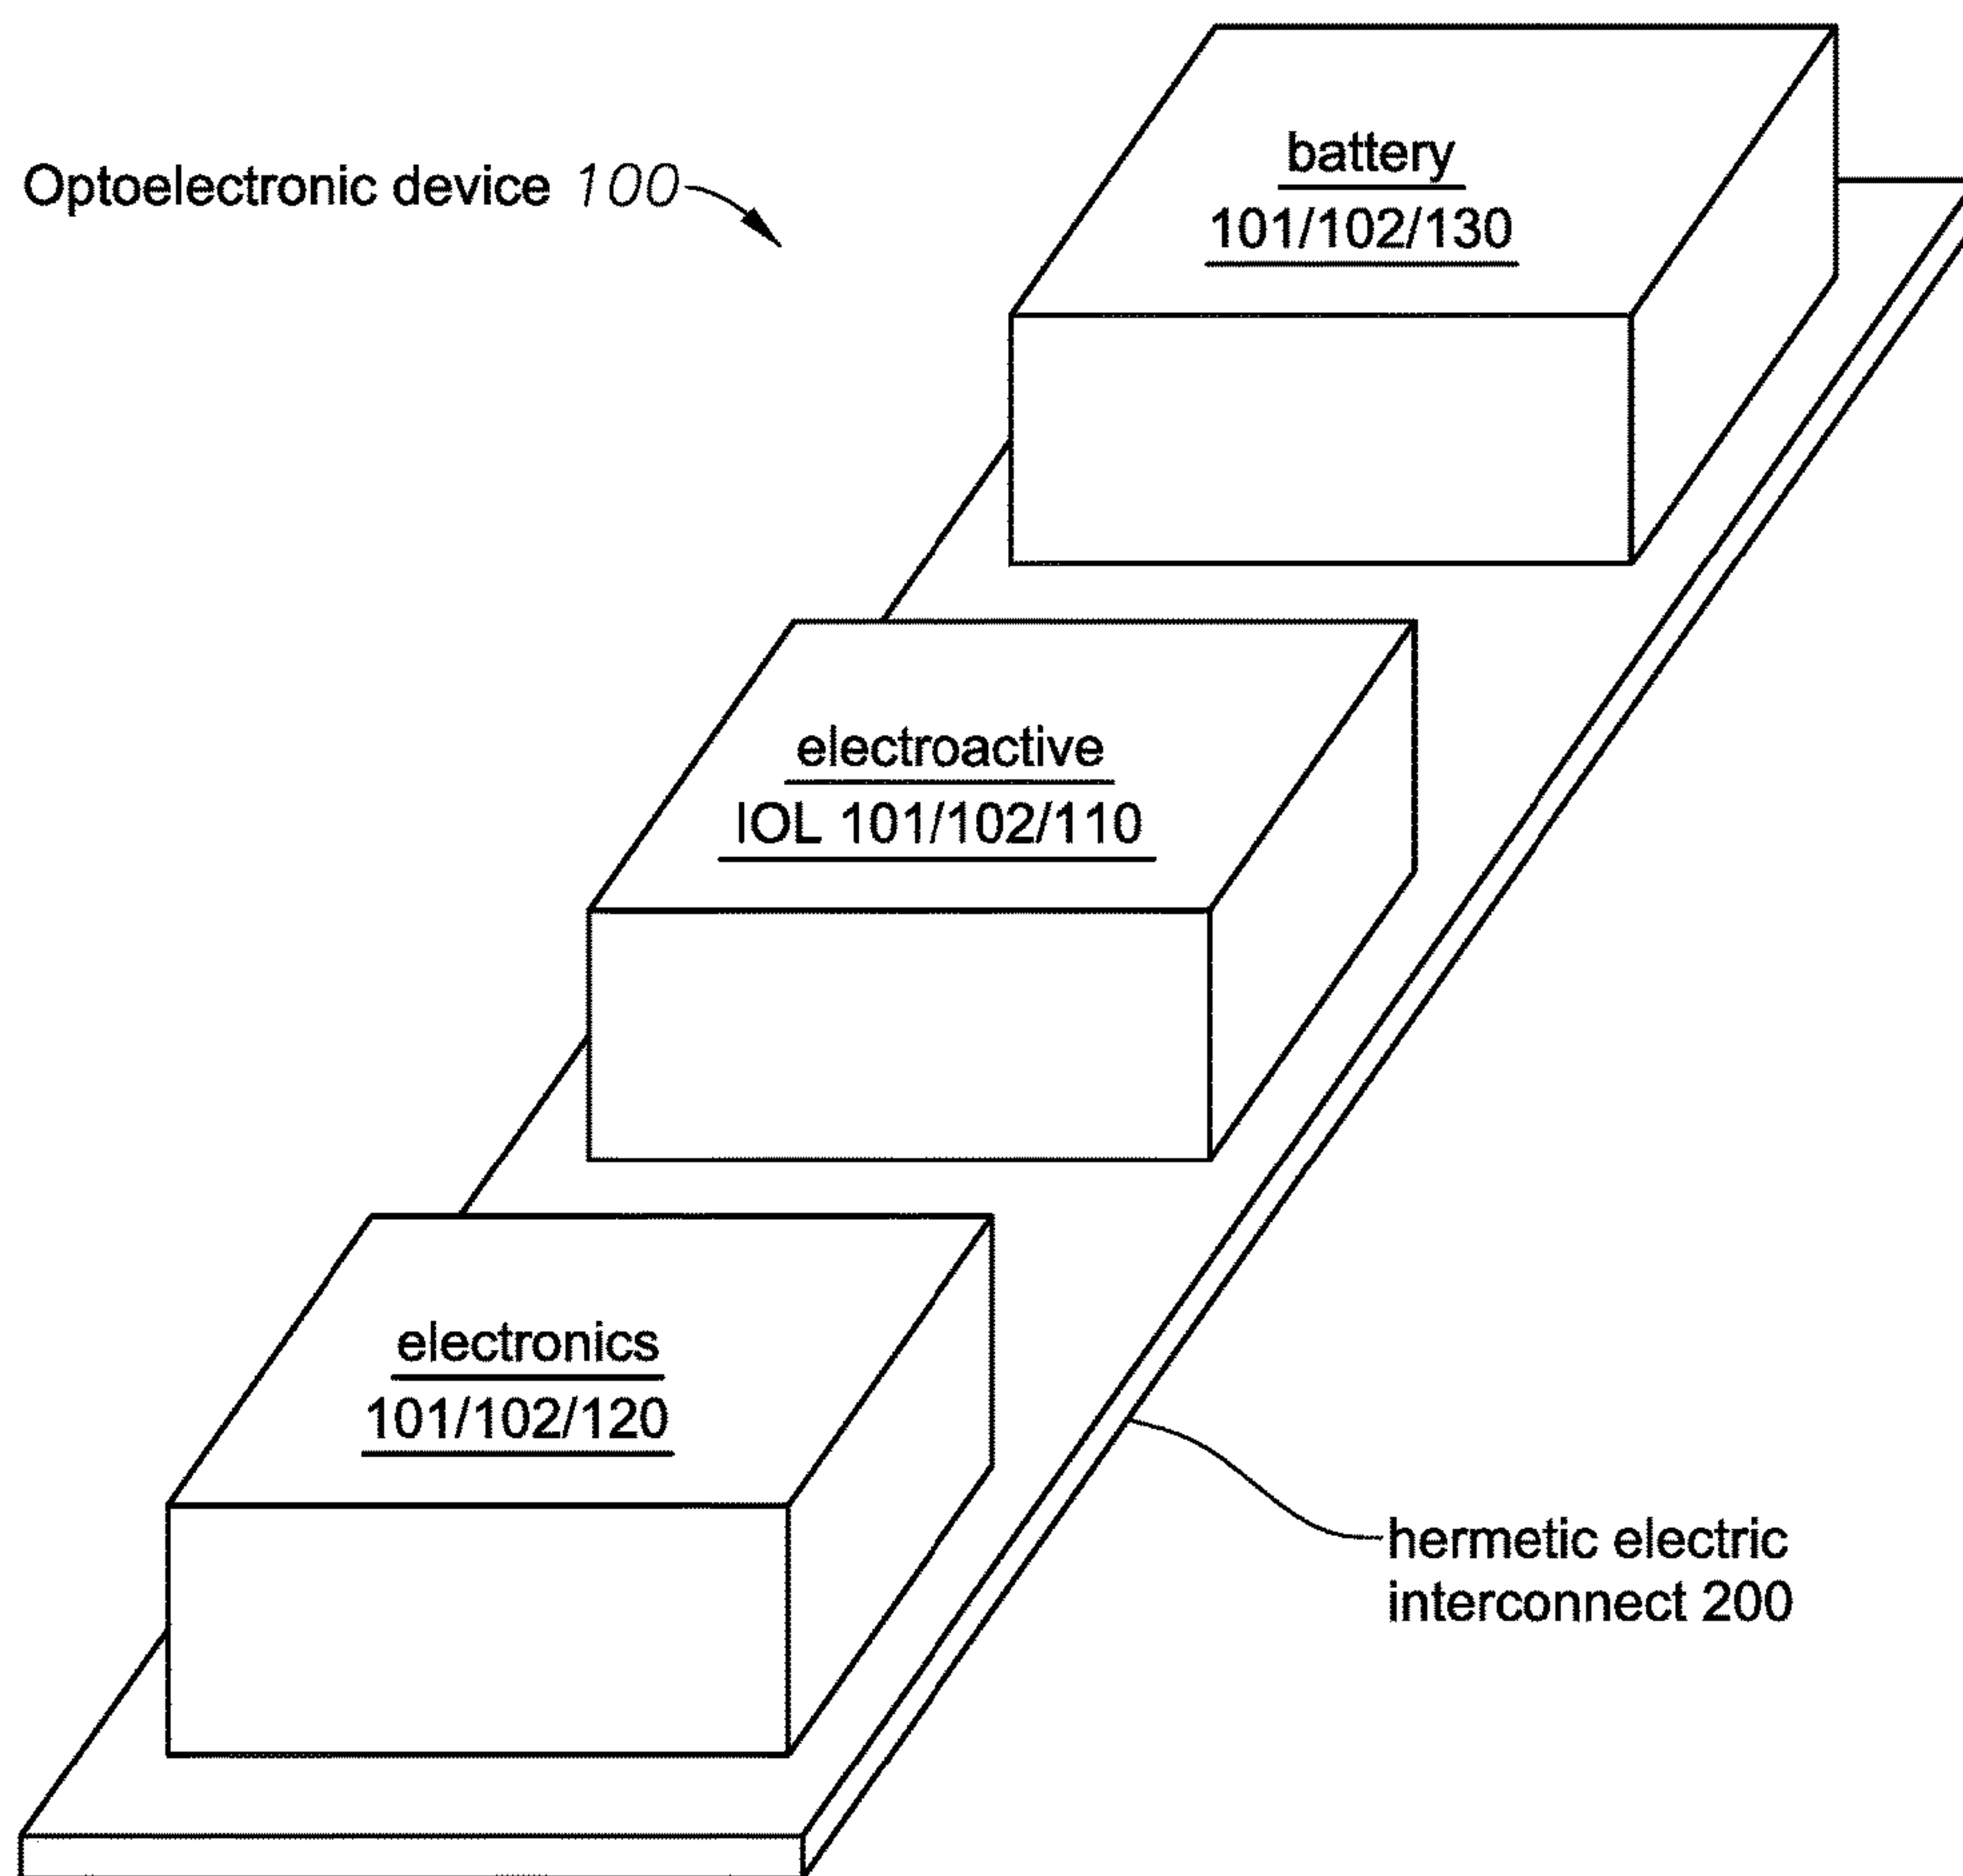 battery
101/102/130
Optoelectronic device 100
electroactive
IOL 101/102/110
electronics
101/102/120
hermetic electric
interconnect 200